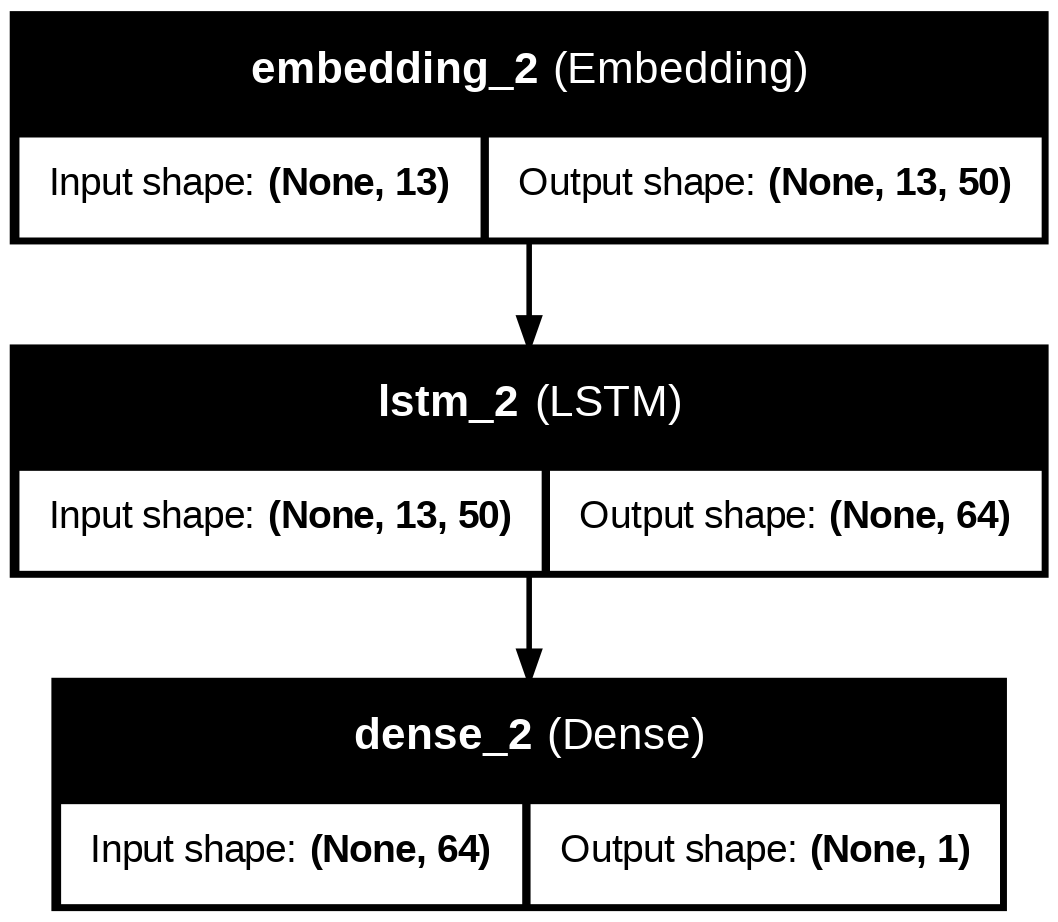 embedding_2 (Embedding)
Input shape: (None, 13) Output shape: (None, 13, 50)
lstm_2 (LSTM)
Input shape: (None, 13, 50) Output shape: (None, 64)
dense_2 (Dense)
Input shape: (None, 64) Output shape: (None, 1)